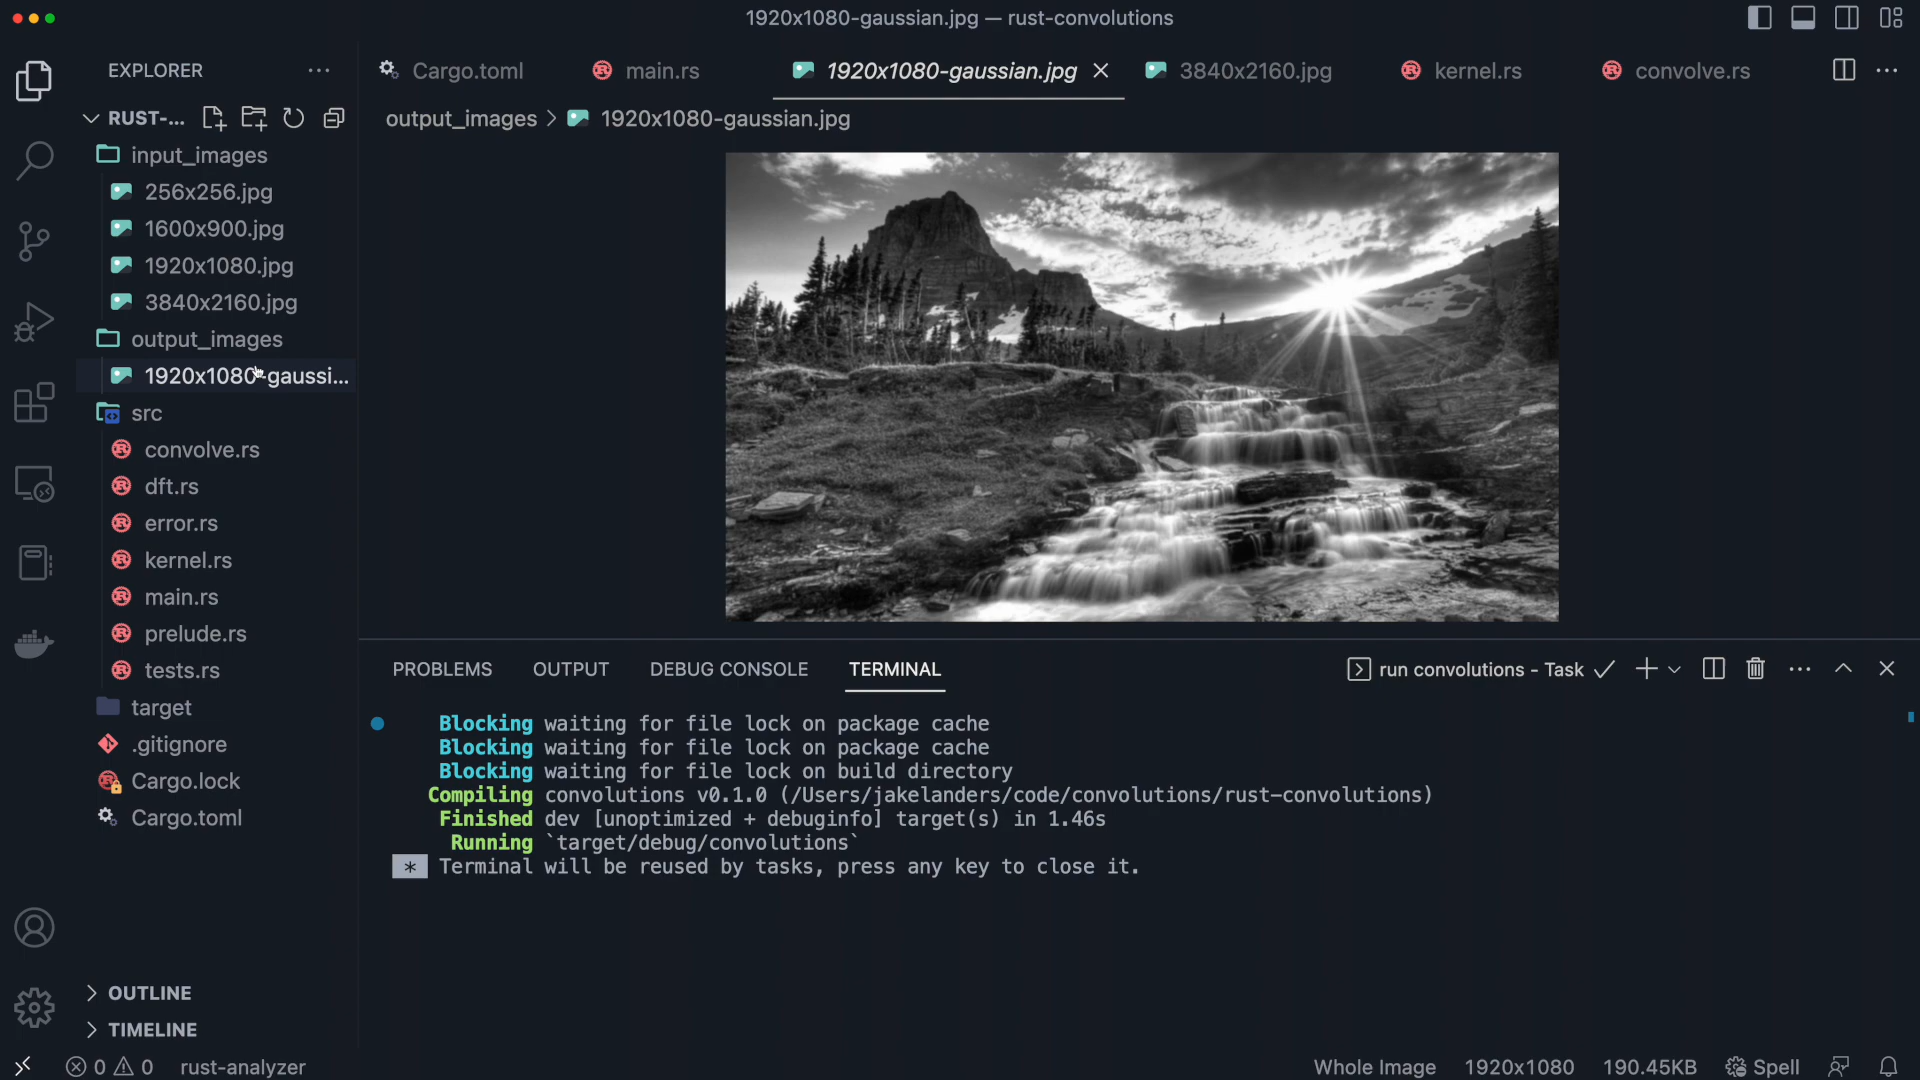 1920x1080-gaussian.jpg — rust-convolutions
EXPLORER
Cargo.toml
main.rs
1920x1080-gaussian.jpg
3840x2160.jpg
kernel.rs
convolve.rs
RUST-...
output_images > 1920x1080-gaussian.jpg
input_images
256x256.jpg
1600x900.jpg
1920x1080.jpg
3840x2160.jpg
output_images
1920x1080-gaussi...
src
convolve.rs
dft.rs
error.rs
kernel.rs
main.rs
prelude.rs
tests.rs
target
.gitignore
Cargo.lock
Cargo.toml
OUTLINE
TIMELINE
PROBLEMS OUTPUT DEBUG CONSOLE TERMINAL
run convolutions - Task
Blocking waiting for file lock on package cache
Blocking waiting for file lock on package cache
Blocking waiting for file lock on build directory
Compiling convolutions v0.1.0 (/Users/jakelanders/code/convolutions/rust-convolutions)
Finished dev [unoptimized + debuginfo] target(s) in 1.46s
Running `target/debug/convolutions`
* Terminal will be reused by tasks, press any key to close it.
0 0 rust-analyzer
Whole Image 1920x1080 190.45KB Spell